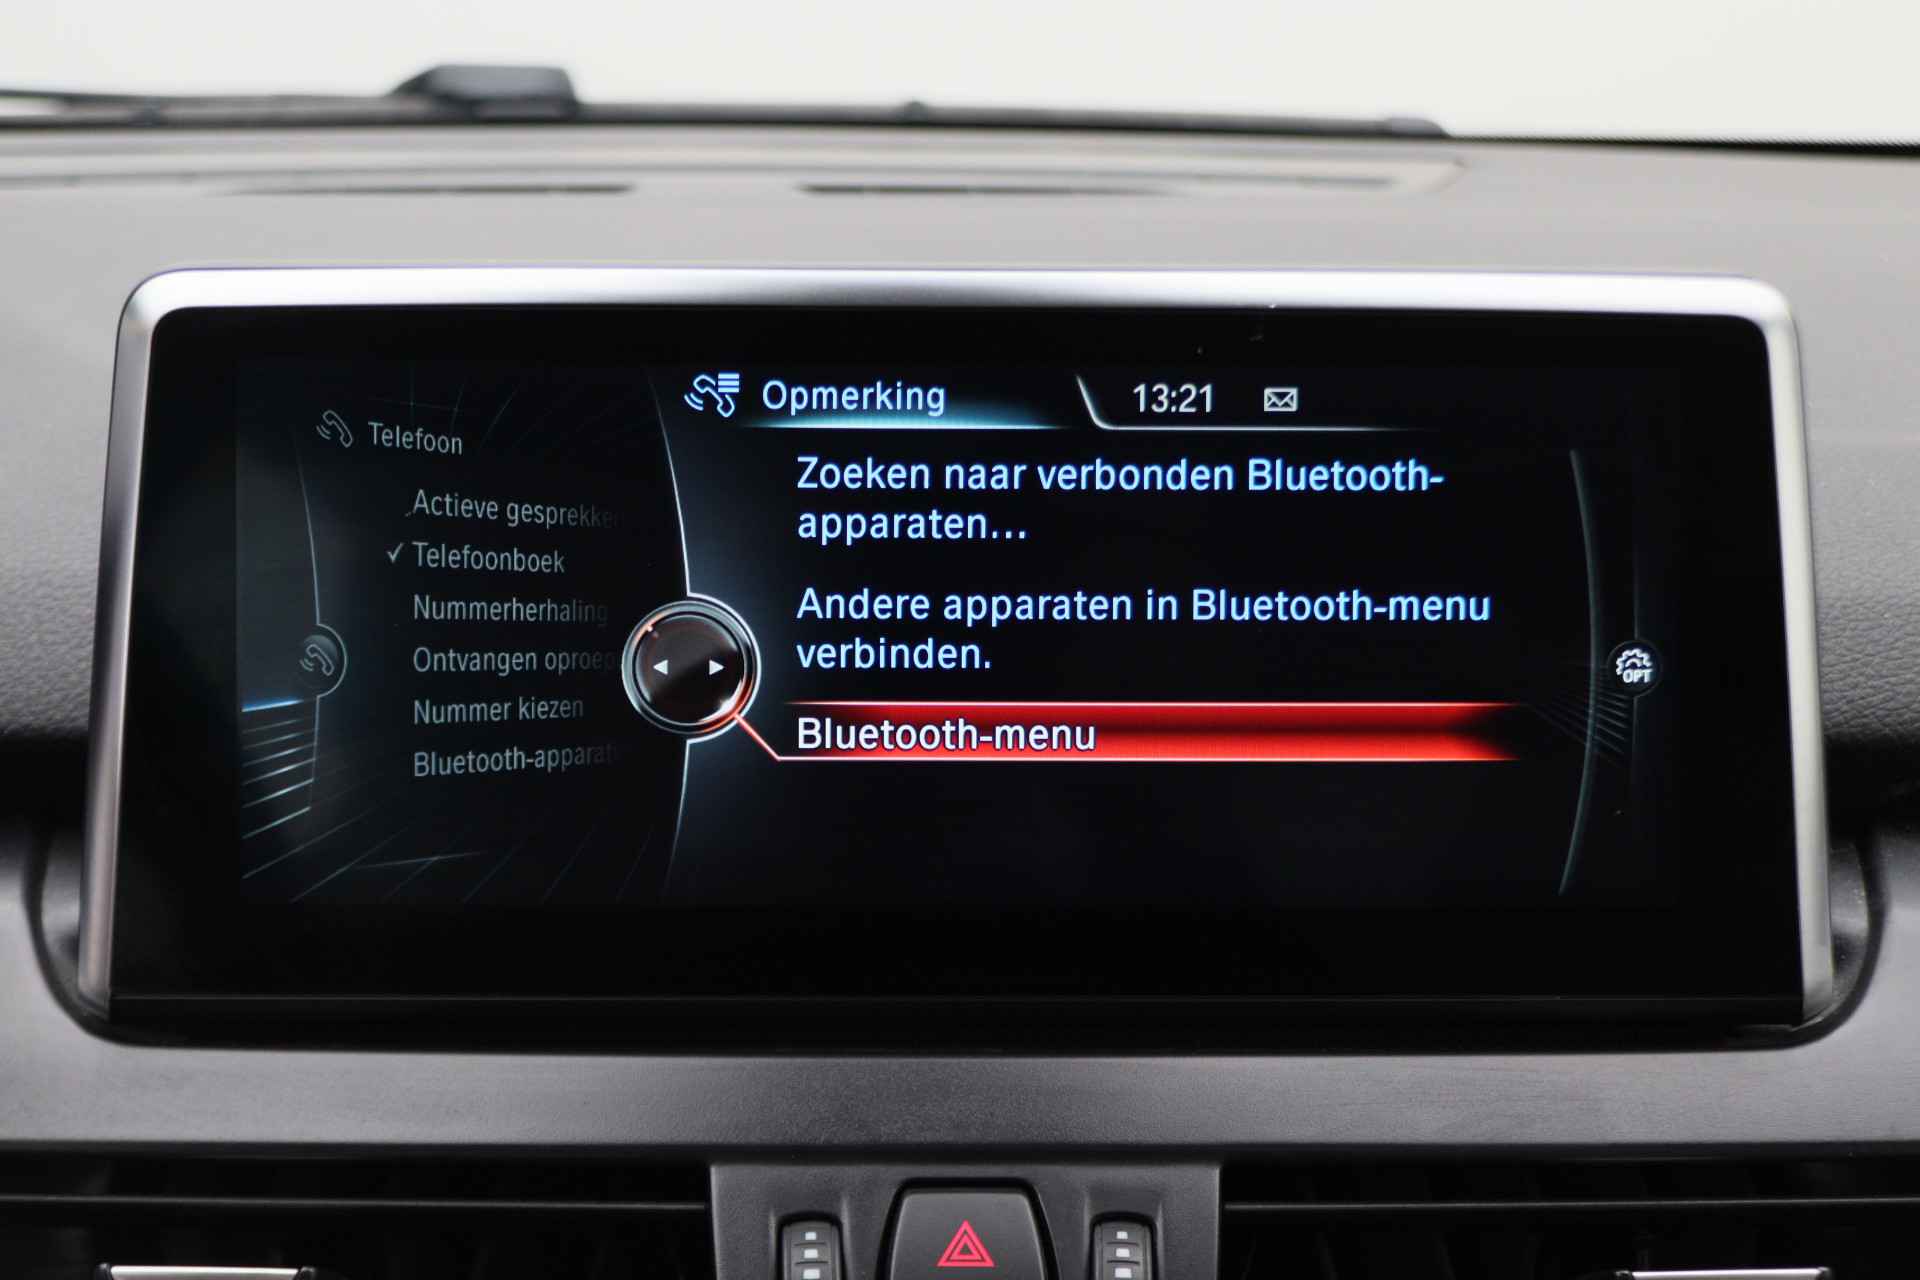 Opmerking
13:21
Telefoon
Actieve gesprekke
Telefoonboek
Nummerherhaling
Ontvangen oproep
Nummer kiezen
Bluetooth-apparat
Zoeken naar verbonden Bluetooth-
apparaten...
Andere apparaten in Bluetooth-menu
verbinden.
Bluetooth-menu
OPT